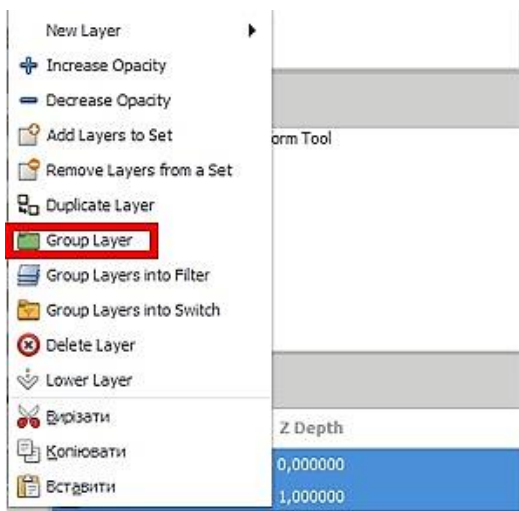 New Layer
Increase Opacity
Decrease Opacity
Add Layers to Set
orm Tool
Remove Layers from a Set
Duplicate Layer
Group Layer
Group Layers into Filter
Group Layers into Switch
Delete Layer
Lower Layer
Вирізати
Z Depth
Копіювати
0,000000
Вставити
1,000000